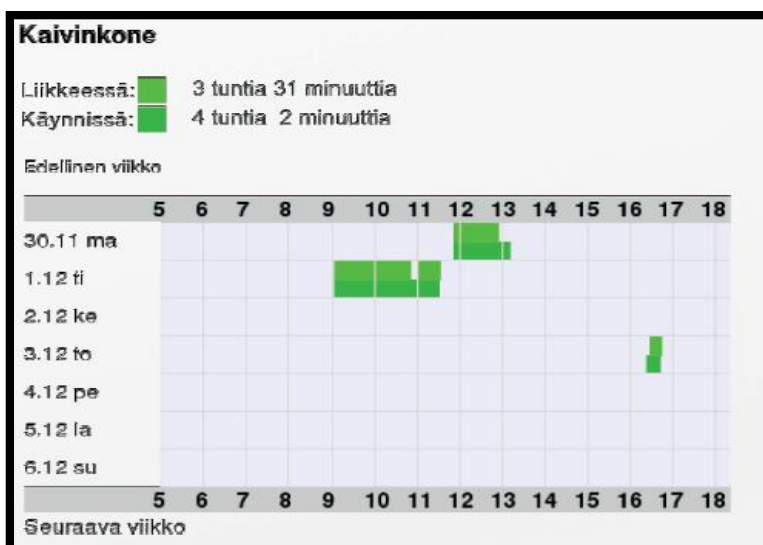 Kaivinkone
Liikkeessä: 3 tuntia 31 minuuttia
Käynnissä: 4 tuntia 2 minuuttia
Edellinen viikko
5 6 7 8 9 10 11 12 13 14 15 16 17 18
30.11 ma
1.12 ti
2.12 ke
3.12 to
4.12 pe
5.12 la
6.12 su
5 6 7 8 9 10 11 12 13 14 15 16 17 18
Seuraava viikko